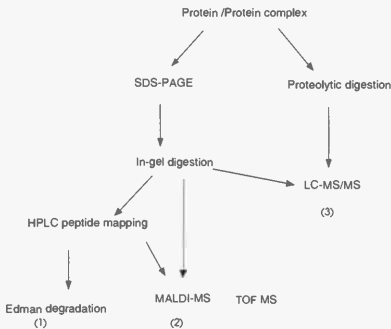 Protein /Protein complex
SDS-PAGE
Proteolytic digestion
In-gel digestion
LC-MS/MS
(3)
HPLC peptide mapping
MALDI-MS TOF MS
Edman degradation
(1) (2)